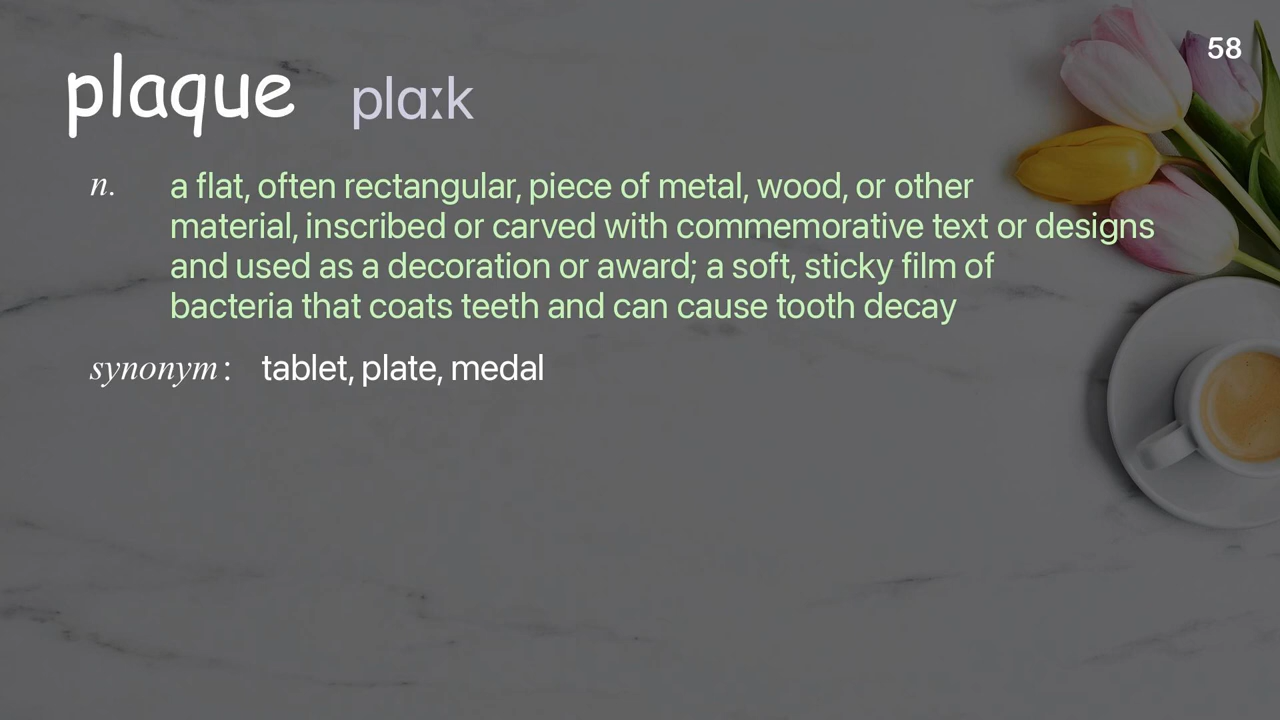 58
plaque plɑːk
n. a flat, often rectangular, piece of metal, wood, or other
material, inscribed or carved with commemorative text or designs
and used as a decoration or award; a soft, sticky film of
bacteria that coats teeth and can cause tooth decay
synonym: tablet, plate, medal